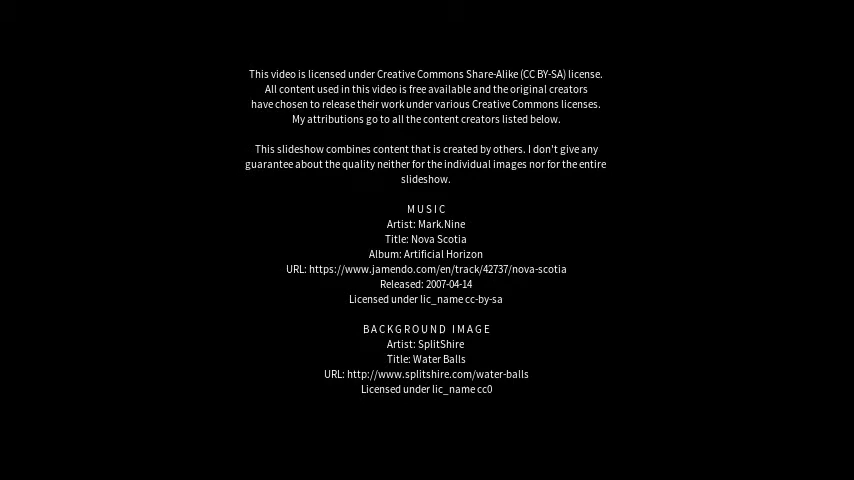 This video is licensed under Creative Commons Share-Alike (CC BY-SA) license.
All content used in this video is free available and the original creators
have chosen to release their work under various Creative Commons licenses.
My attributions go to all the content creators listed below.
This slideshow combines content that is created by others. I don't give any
guarantee about the quality neither for the individual images nor for the entire
slideshow.
MUSIC
Artist: Mark.Nine
Title: Nova Scotia
Album: Artificial Horizon
URL: https://www.jamendo.com/en/track/42737/nova-scotia
Released: 2007-04-14
Licensed under lic_name cc-by-sa
BACKGROUND IMAGE
Artist: SplitShire
Title: Water Balls
URL: http://www.splitshire.com/water-balls
Licensed under lic_name cc0